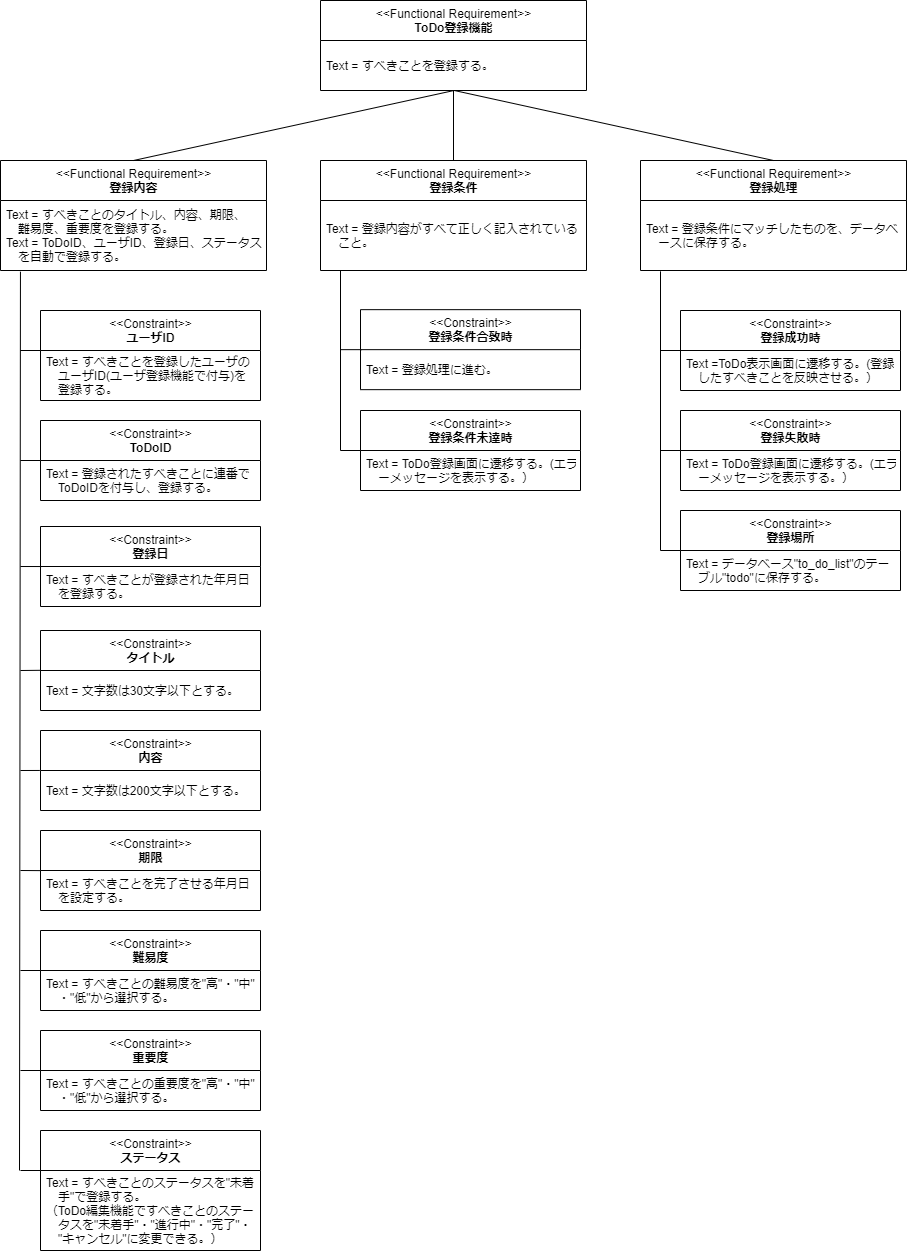 <<Functional Requirement>>
ToDo登録機能
Text = すべきことを登録する。
<<Functional Requirement>>
登録内容
Text = すべきことのタイトル、内容、期限、
難易度、重要度を登録する。
Text = ToDoID、ユーザID、登録日、ステータス
を自動で登録する。
<<Constraint>>
ユーザID
Text = すべきことを登録したユーザの
ユーザID(ユーザ登録機能で付与)を
登録する。
<<Constraint>>
ToDoID
Text = 登録されたすべきことに連番で
ToDoIDを付与し、登録する。
<<Constraint>>
登録日
Text = すべきことが登録された年月日
を登録する。
<<Constraint>>
タイトル
Text = 文字数は30文字以下とする。
<<Constraint>>
内容
Text = 文字数は200文字以下とする。
<<Constraint>>
期限
Text = すべきことを完了させる年月日
を設定する。
<<Constraint>>
難易度
Text = すべきことの難易度を"高"・"中"
・"低"から選択する。
<<Constraint>>
重要度
Text = すべきことの重要度を"高"・"中"
・"低"から選択する。
<<Constraint>>
ステータス
Text = すべきことのステータスを"未着
手"で登録する。
（ToDo編集機能ですべきことのステー
タスを"未着手"・"進行中"・"完了"・
"キャンセル"に変更できる。）
<<Functional Requirement>>
登録条件
Text = 登録内容がすべて正しく記入されている
こと。
<<Constraint>>
登録条件合致時
Text = 登録処理に進む。
<<Constraint>>
登録条件未達時
Text = ToDo登録画面に遷移する。(エラ
ーメッセージを表示する。）
<<Functional Requirement>>
登録処理
Text = 登録条件にマッチしたものを、データベ
ースに保存する。
<<Constraint>>
登録成功時
Text =ToDo表示画面に遷移する。(登録
したすべきことを反映させる。）
<<Constraint>>
登録失敗時
Text = ToDo登録画面に遷移する。(エラ
ーメッセージを表示する。）
<<Constraint>>
登録場所
Text = データベース"to_do_list"のテー
ブル"todo"に保存する。